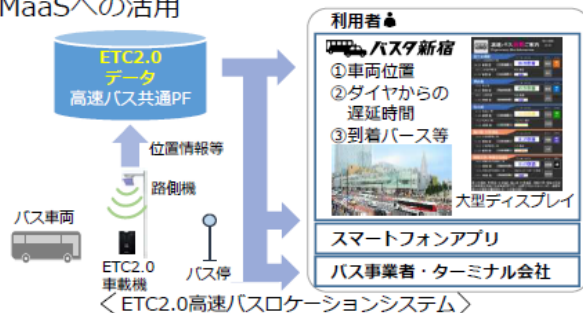 MaaSへの活用
ETC2.0
データ
高速バス共通PF
位置情報等
路側機
バス車両
ETC2.0
車載機
バス停
利用者
バスタ新宿
①車両位置
②ダイヤからの
遅延時間
③到着バース等
大型ディスプレイ
スマートフォンアプリ
バス事業者・ターミナル会社
＜ETC2.0高速バスロケーションシステム＞